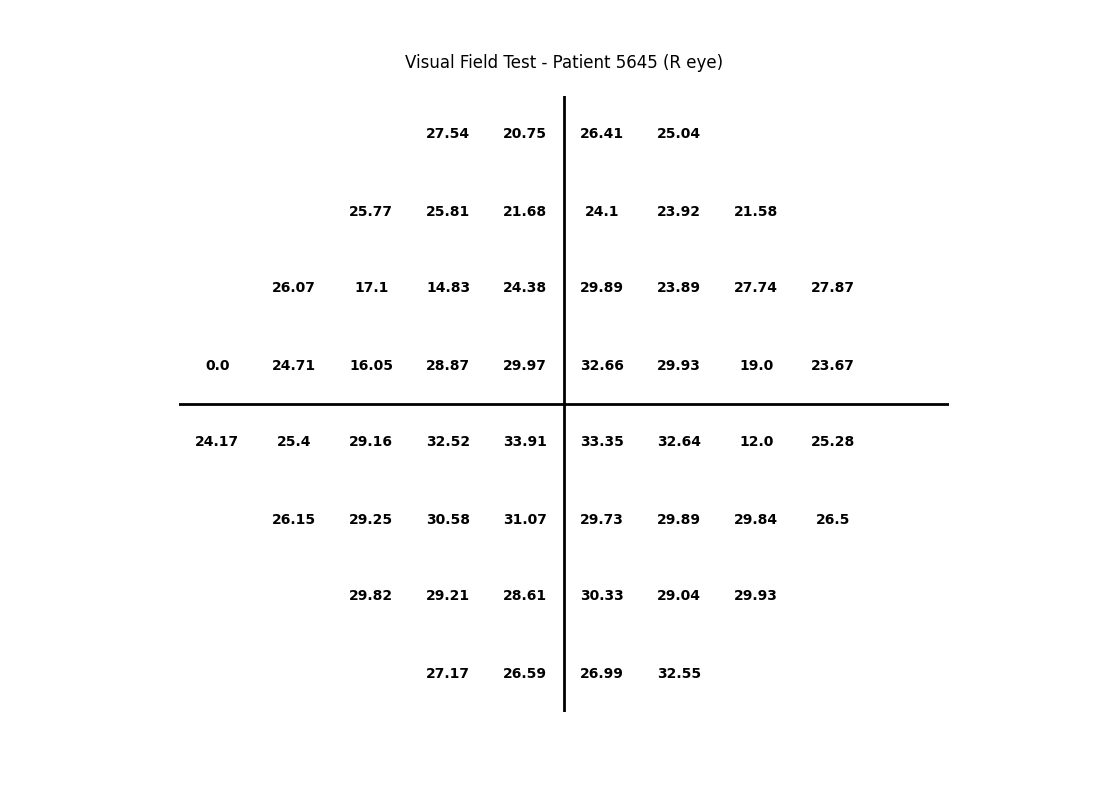 Visual Field Test - Patient 5645 (R eye)
27.54 20.75 26.41 25.04
25.77 25.81 21.68 24.1 23.92 21.58
26.07 17.1 14.83 24.38 29.89 23.89 27.74 27.87
0.0 24.71 16.05 28.87 29.97 32.66 29.93 19.0 23.67
24.17 25.4 29.16 32.52 33.91 33.35 32.64 12.0 25.28
26.15 29.25 30.58 31.07 29.73 29.89 29.84 26.5
29.82 29.21 28.61 30.33 29.04 29.93
27.17 26.59 26.99 32.55